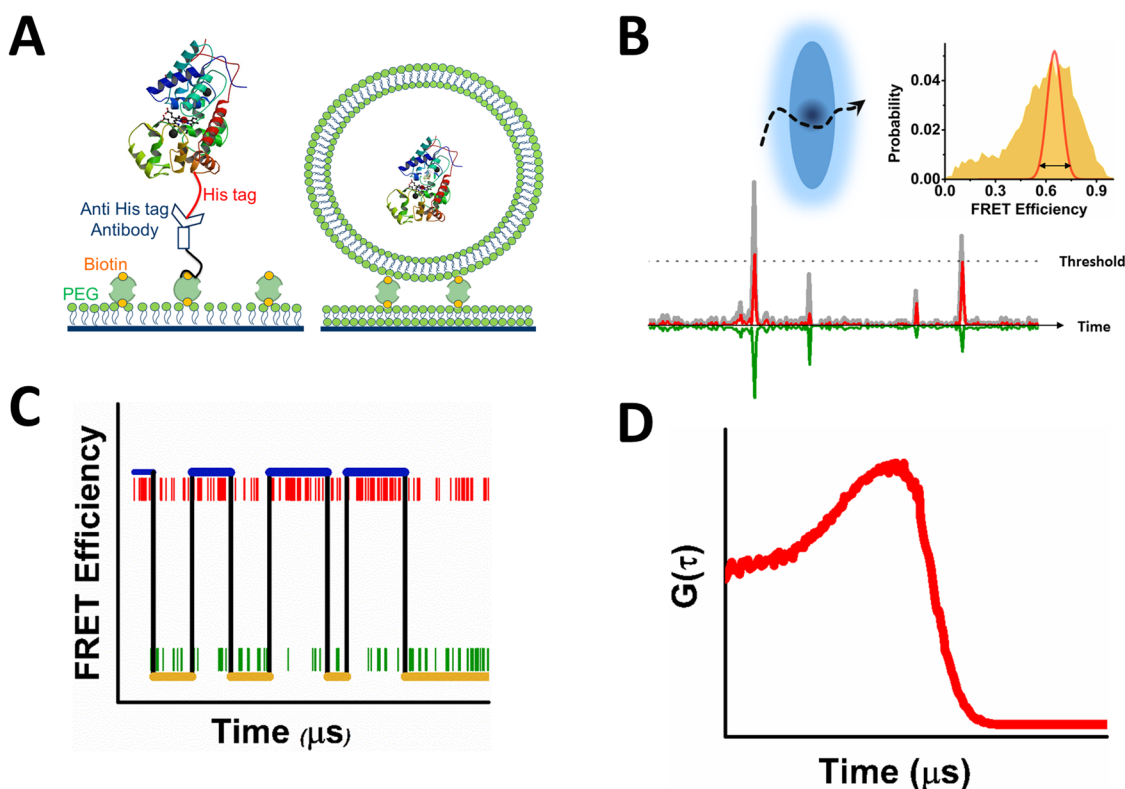 A
His tag
Anti His tag
Antibody
Biotin
PEG
B
Probability
0.04
0.02
0.00
0.0 0.3 0.6 0.9
FRET Efficiency
Threshold
Time
C
FRET Efficiency
Time (μs)
D
G(τ)
Time (μs)